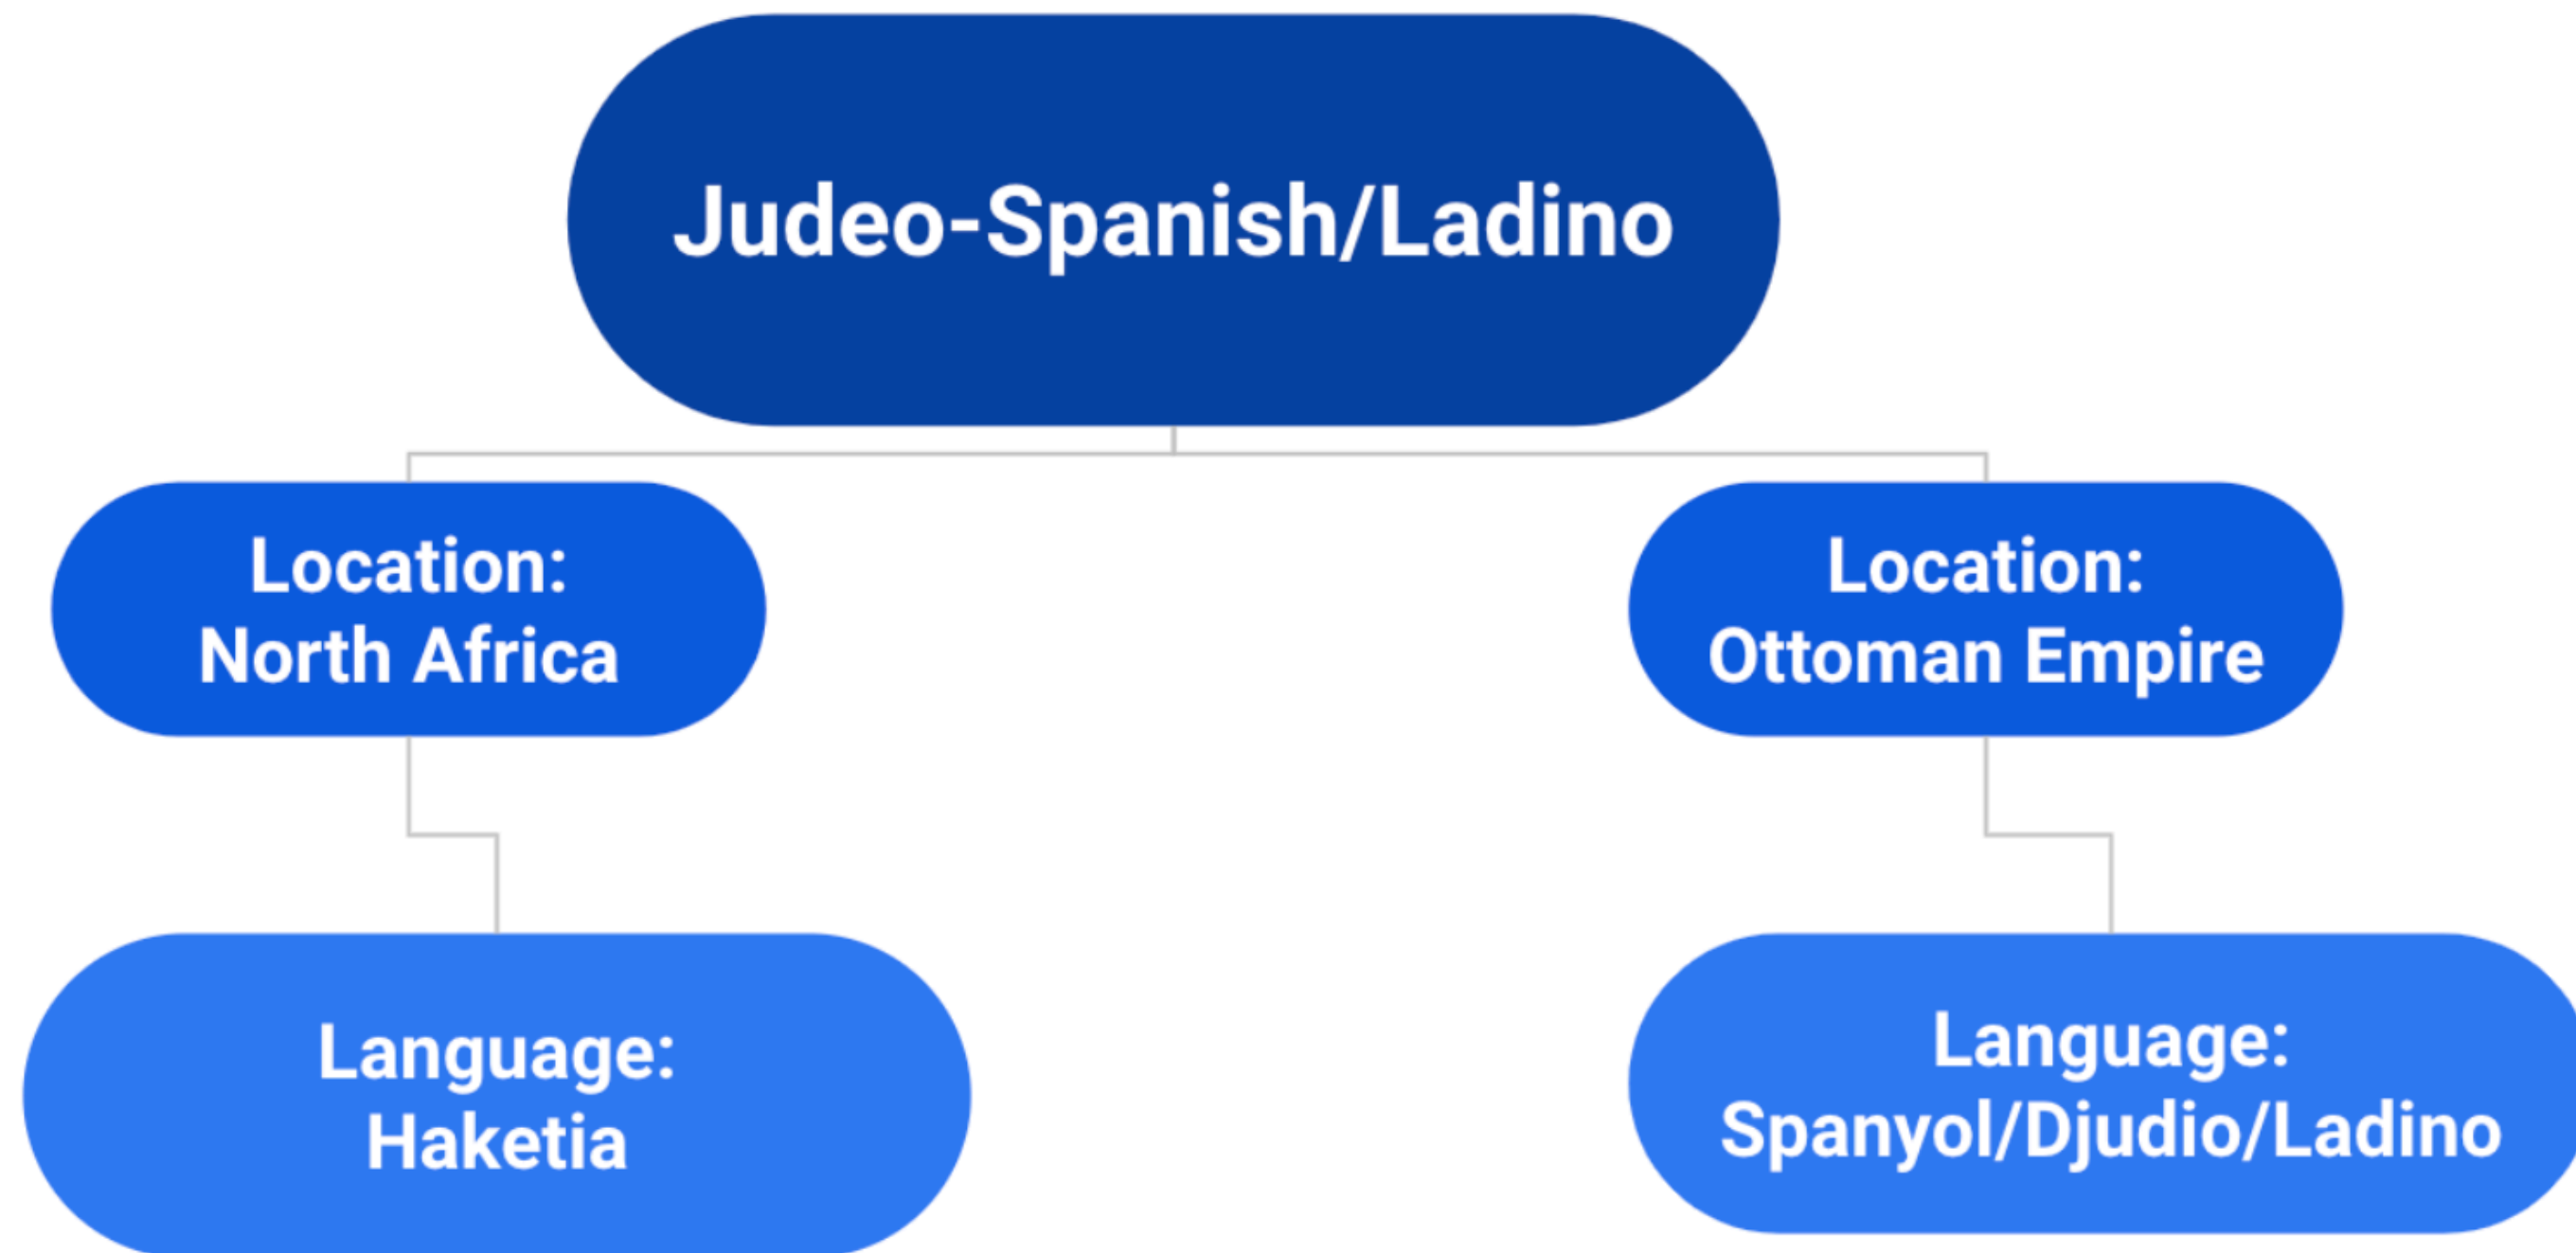 Judeo-Spanish/Ladino
Location:
North Africa
Location:
Ottoman Empire
Language:
Haketia
Language:
Spanyol/Djudio/Ladino